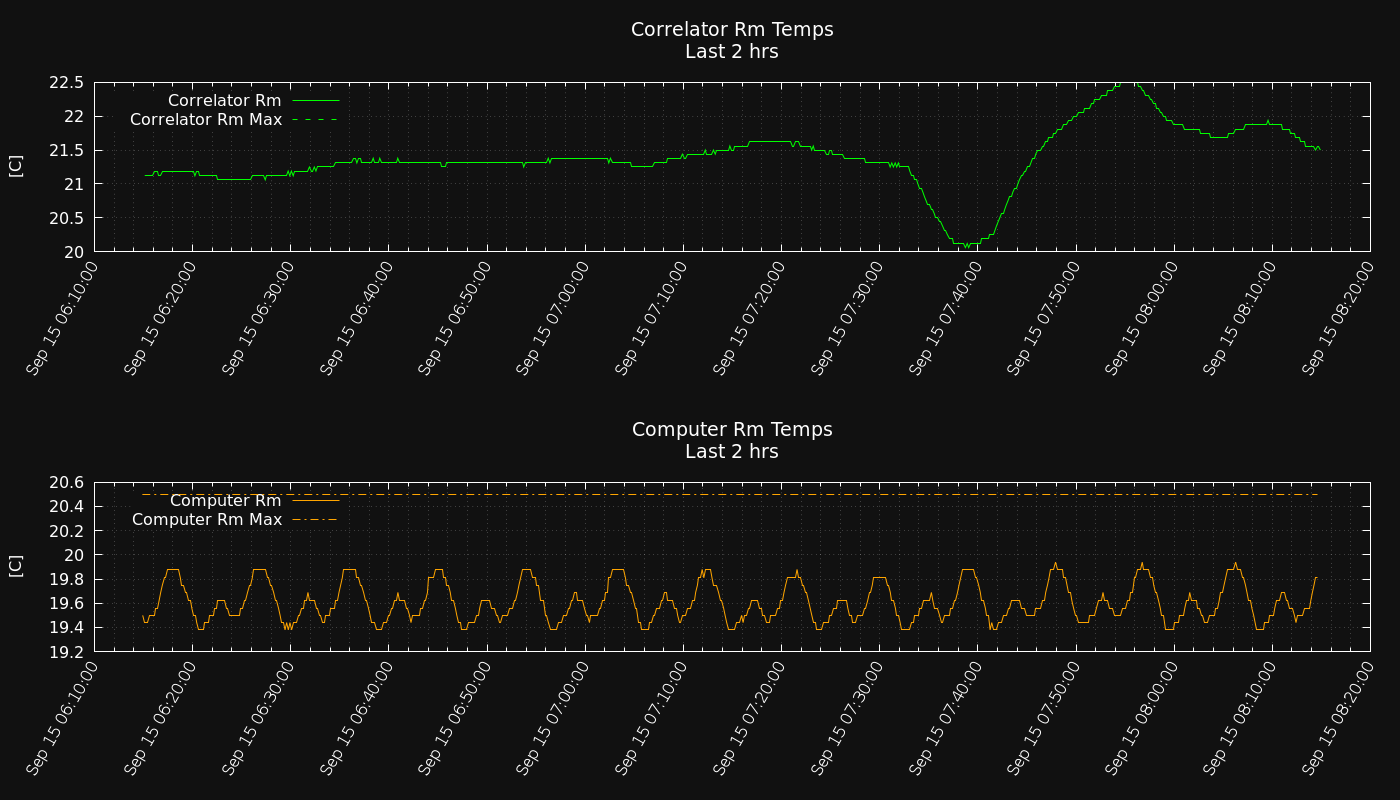 Correlator Rm Temps
Last 2 hrs
22.5
22
21.5
21
20.5
20
[C]
Correlator Rm
Correlator Rm Max
Sep 15 06:10:00
Sep 15 06:20:00
Sep 15 06:30:00
Sep 15 06:40:00
Sep 15 06:50:00
Sep 15 07:00:00
Sep 15 07:10:00
Sep 15 07:20:00
Sep 15 07:30:00
Sep 15 07:40:00
Sep 15 07:50:00
Sep 15 08:00:00
Sep 15 08:10:00
Sep 15 08:20:00
Computer Rm Temps
Last 2 hrs
20.6
20.4
20.2
20
19.8
19.6
19.4
19.2
[C]
Computer Rm
Computer Rm Max
Sep 15 06:10:00
Sep 15 06:20:00
Sep 15 06:30:00
Sep 15 06:40:00
Sep 15 06:50:00
Sep 15 07:00:00
Sep 15 07:10:00
Sep 15 07:20:00
Sep 15 07:30:00
Sep 15 07:40:00
Sep 15 07:50:00
Sep 15 08:00:00
Sep 15 08:10:00
Sep 15 08:20:00